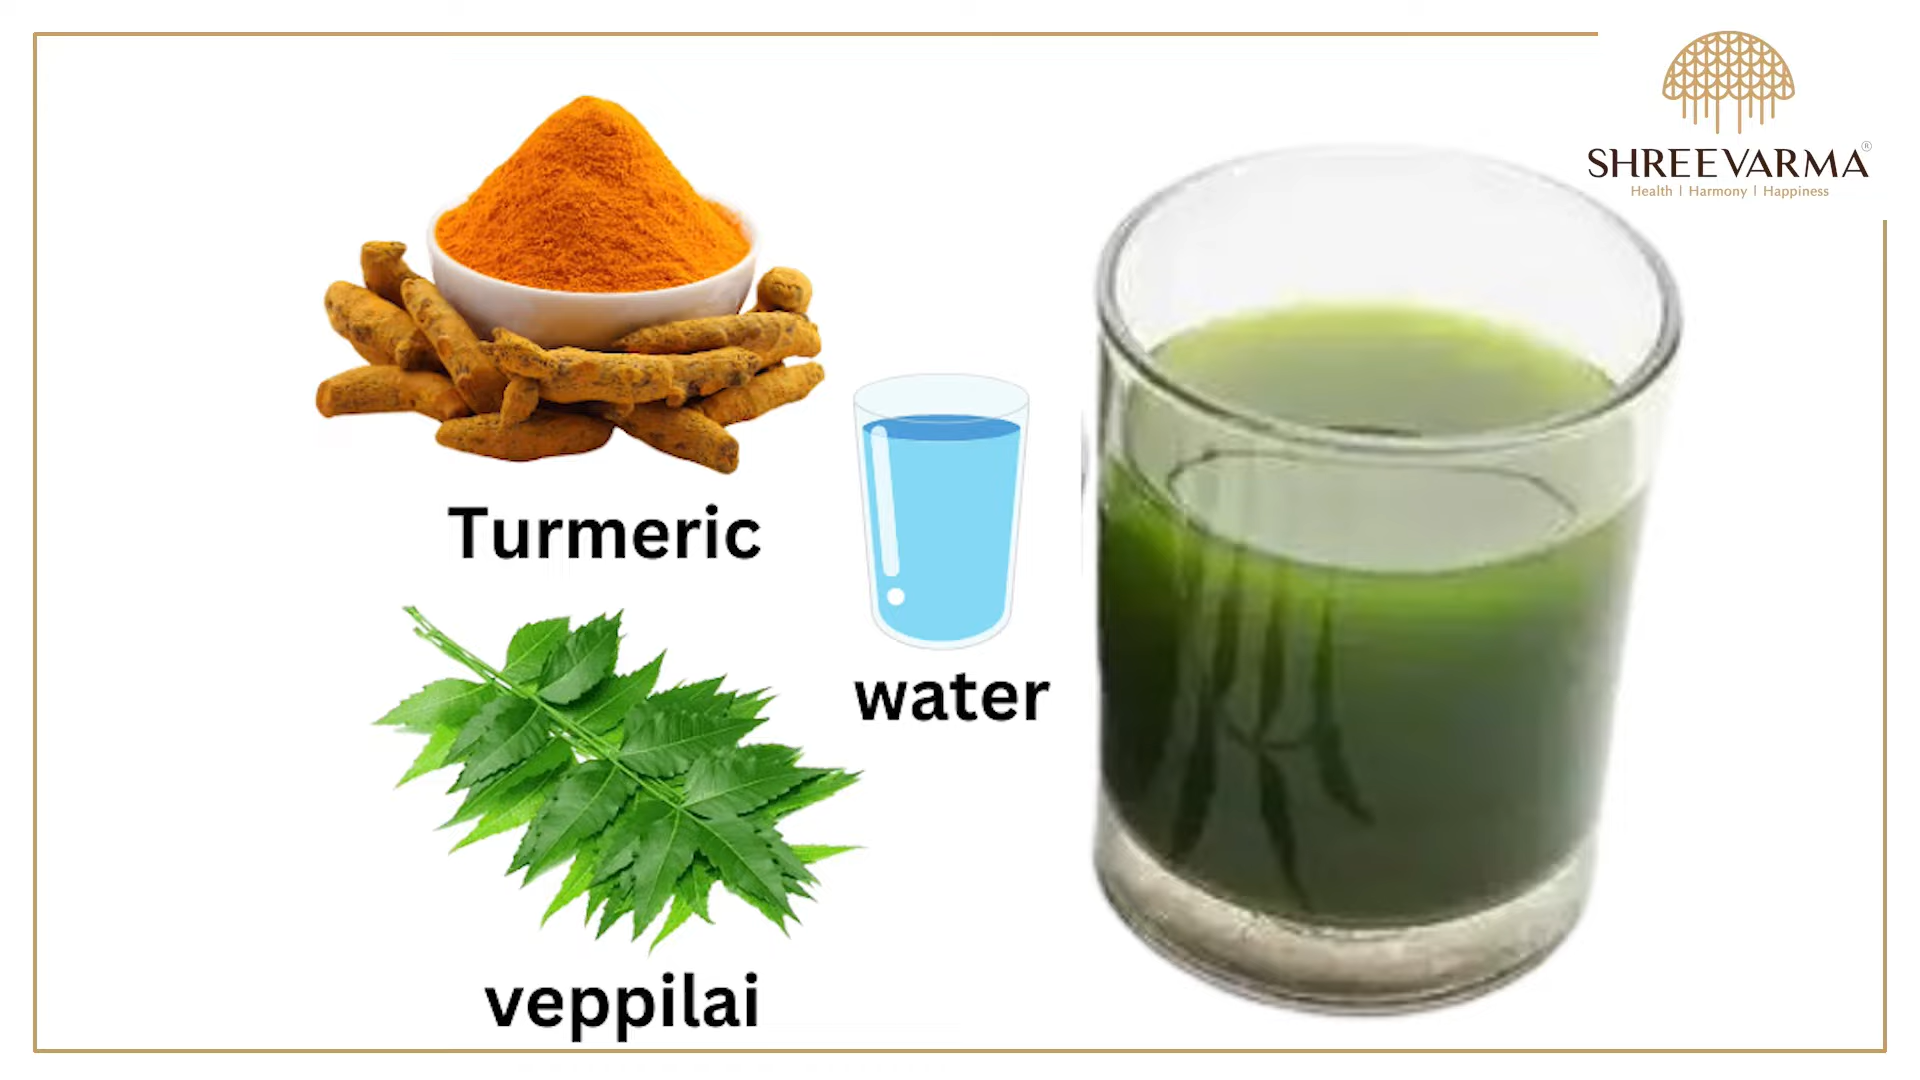 SHREEVARMA®
Health | Harmony | Happiness
Turmeric
water
veppilai